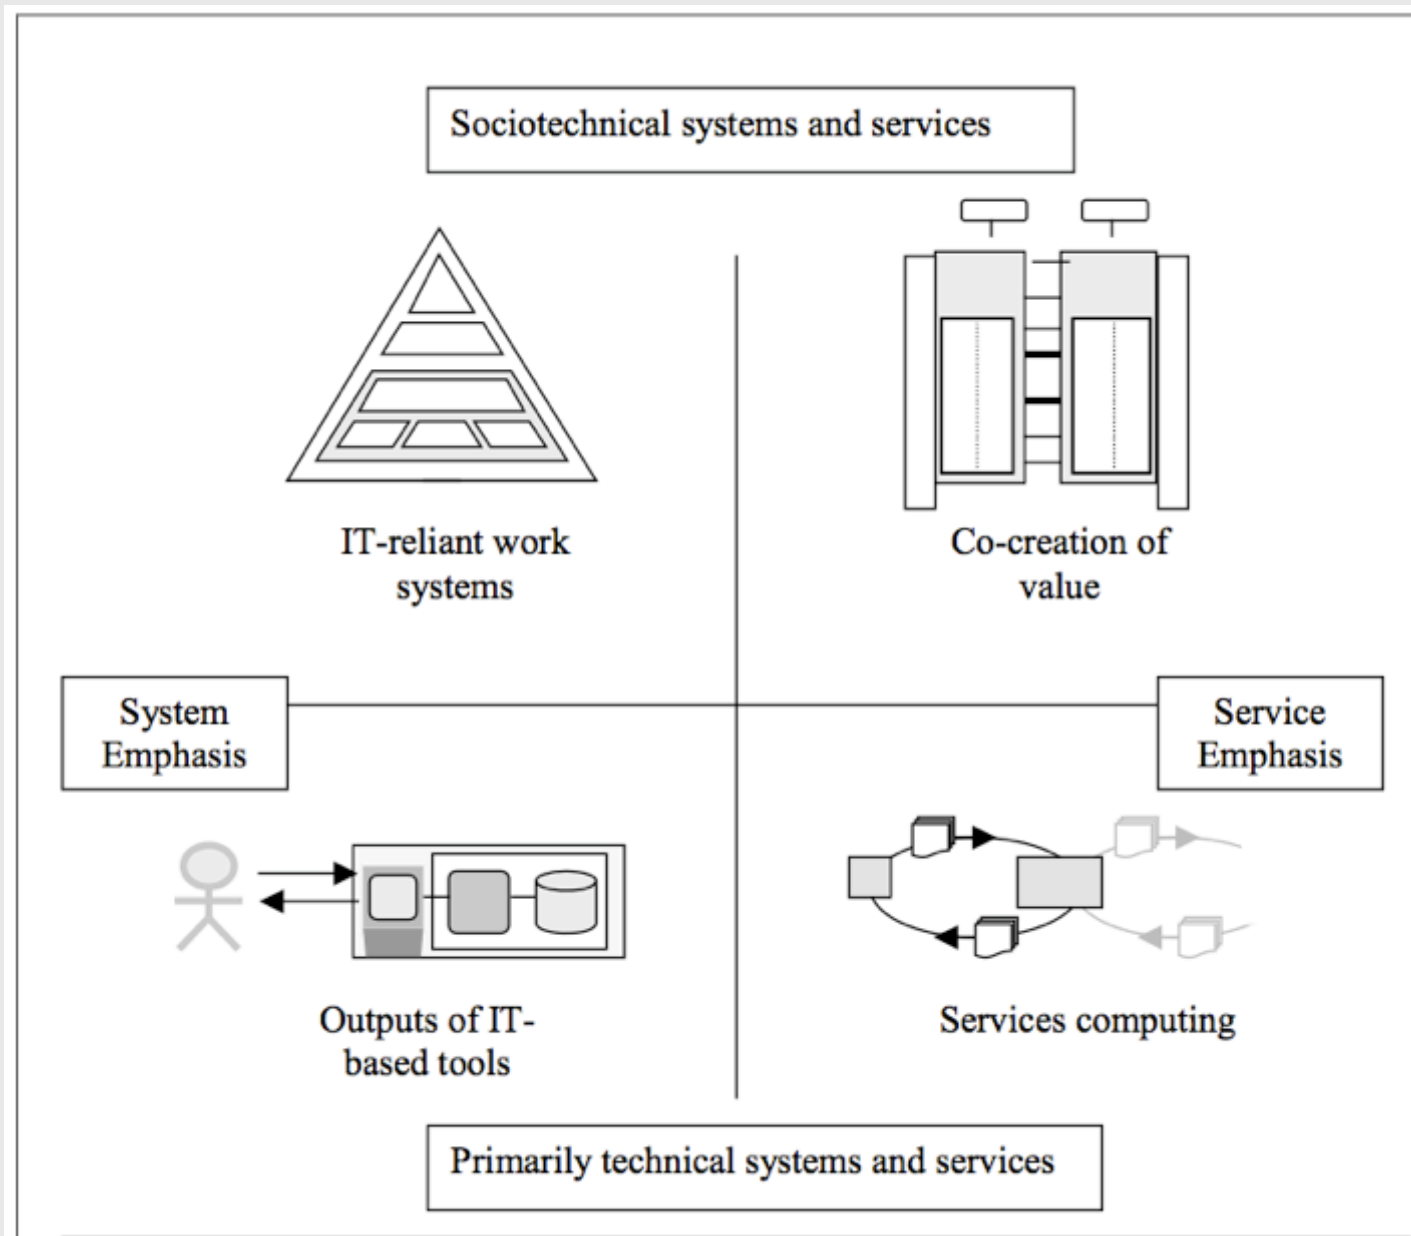 Sociotechnical systems and services
IT-reliant work
systems
Co-creation of
value
System
Emphasis
Service
Emphasis
Outputs of IT-
based tools
Services computing
Primarily technical systems and services